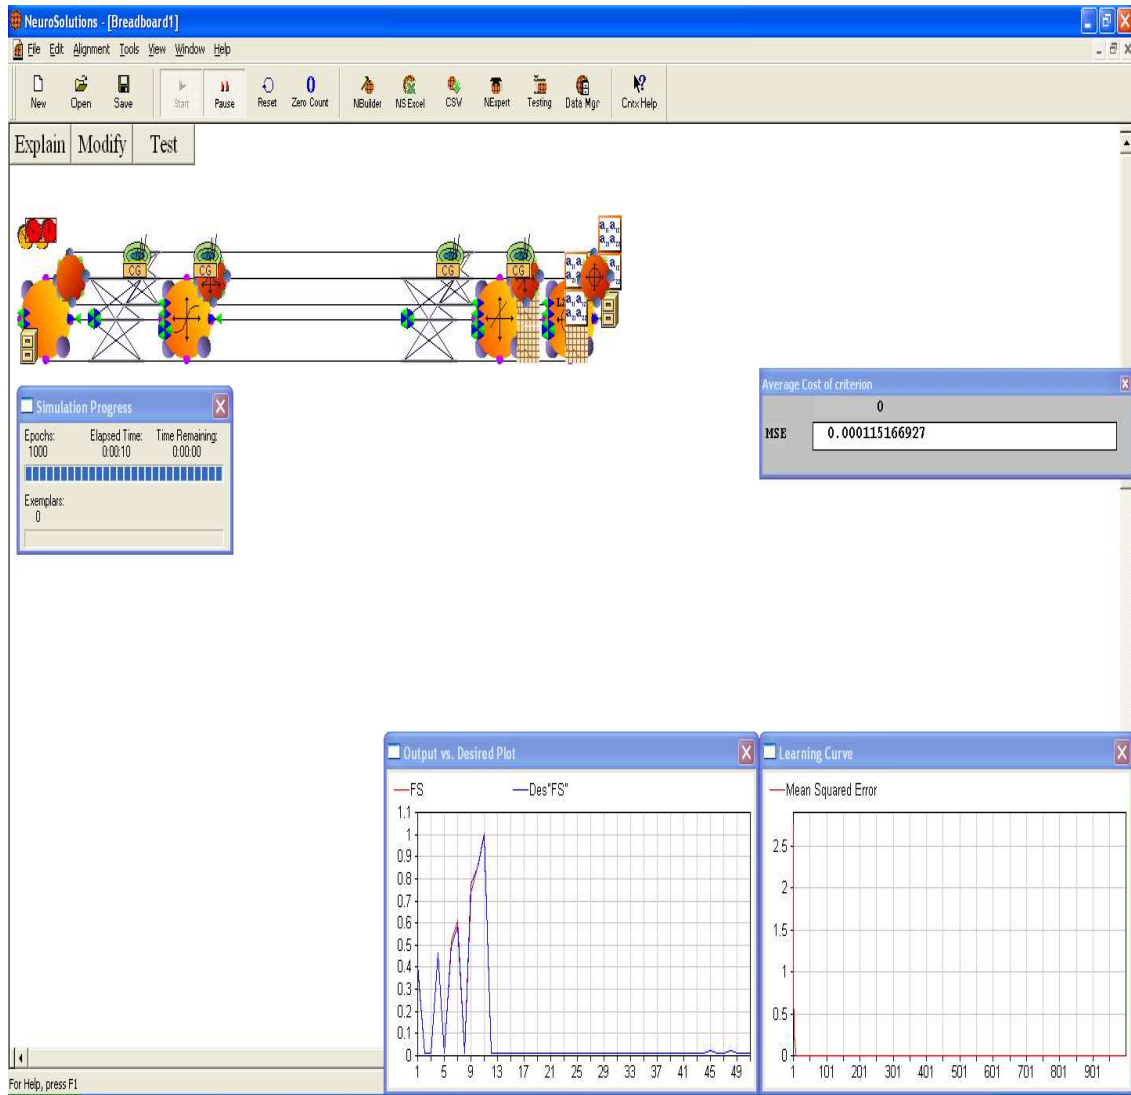 NeuroSolutions - [Breadboard1]
File Edit Alignment Tools View Window Help
New Open Save Start Pause Reset Zero Count NBuilder NS Excel CSV NExpert Testing Data Mgr Cntx Help
Explain Modify Test
CG CG CG CG
Simulation Progress
Epochs: Elapsed Time: Time Remaining:
1000 0:00:10 0:00:00
Exemplars:
0
Average Cost of criterion
0
MSE 0.000115166927
Output vs. Desired Plot
FS Des"FS"
1.1
1
0.9
0.8
0.7
0.6
0.5
0.4
0.3
0.2
0.1
0
1 5 9 13 17 21 25 29 33 37 41 45 49
Learning Curve
Mean Squared Error
2.5
2
1.5
1
0.5
0
1 101 201 301 401 501 601 701 801 901
For Help, press F1